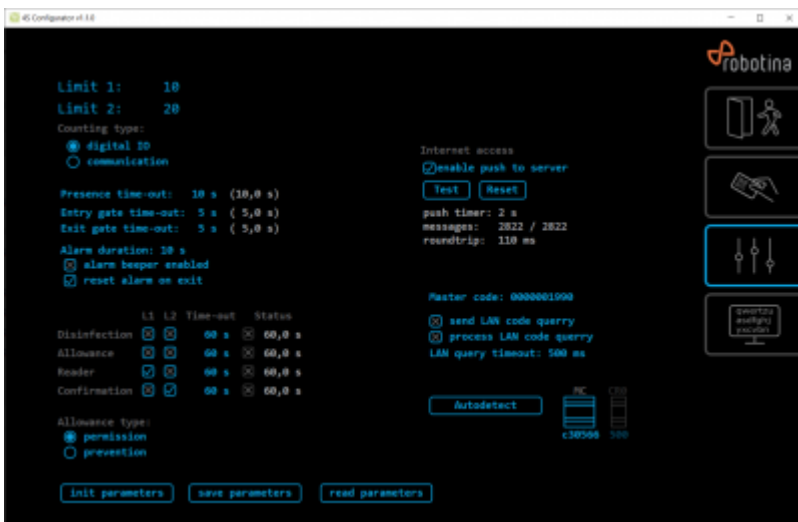 4S Configurator v1.3.0
robotina
Limit 1: 10
Limit 2: 20
Counting type:
digital IO
communication
Presence time-out: 10 s (10,0 s)
Entry gate time-out: 5 s ( 5,0 s)
Exit gate time-out: 5 s ( 5,0 s)
Alarm duration: 10 s
alarm beeper enabled
reset alarm on exit
L1 L2 Time-out Status
Disinfection 60 s 60,0 s
Allowance 60 s 60,0 s
Reader 60 s 60,0 s
Confirmation 60 s 60,0 s
Allowance type:
permission
prevention
init parameters save parameters read parameters
Internet access
enable push to server
Test Reset
push timer: 2 s
messages: 2822 / 2822
roundtrip: 110 ms
Master code: 0000001990
send LAN code querry
process LAN code querry
LAN query timeout: 500 ms
Autodetect
MC
c30566 500
qwertzu
asdfghj
yxcvbn